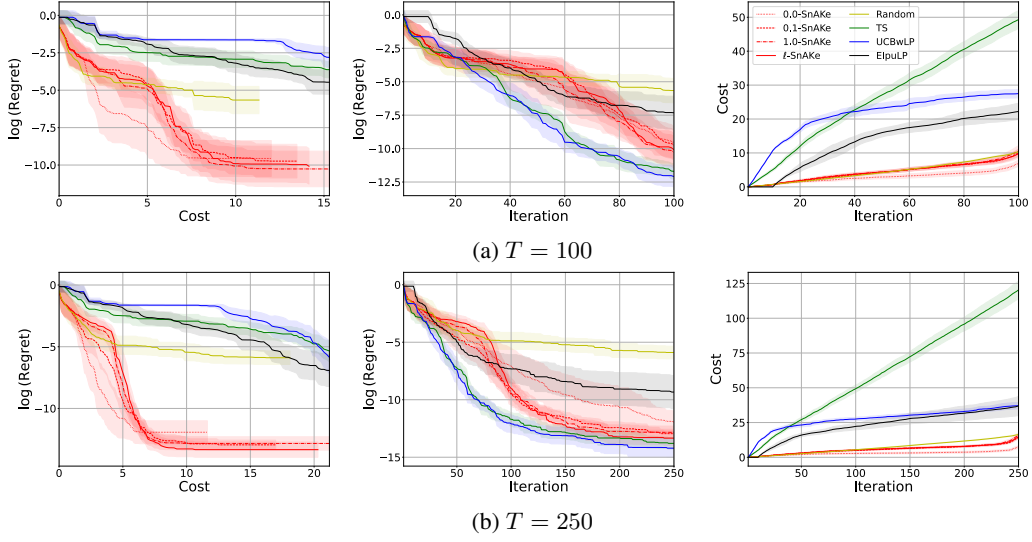 0.0
−2.5
−5.0
−7.5
−10.0
log (Regret)
0 5 10 15
Cost
0.0
−2.5
−5.0
−7.5
−10.0
−12.5
log (Regret)
20 40 60 80 100
Iteration
50
40
30
20
10
0
Cost
20 40 60 80 100
Iteration
0.0-SnAKe
0.1-SnAKe
1.0-SnAKe
ℓ-SnAKe
Random
TS
UCBwLP
EIpuLP
(a) T = 100
0
−5
−10
log (Regret)
0 5 10 15 20
Cost
0
−5
−10
−15
log (Regret)
50 100 150 200 250
Iteration
125
100
75
50
25
0
Cost
50 100 150 200 250
Iteration
(b) T = 250